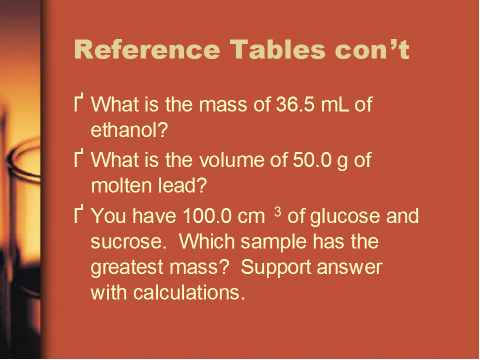 Reference Tables con’t
ґ What is the mass of 36.5 mL of
ethanol?
ґ What is the volume of 50.0 g of
molten lead?
ґ You have 100.0 cm ³ of glucose and
sucrose. Which sample has the
greatest mass? Support answer
with calculations.